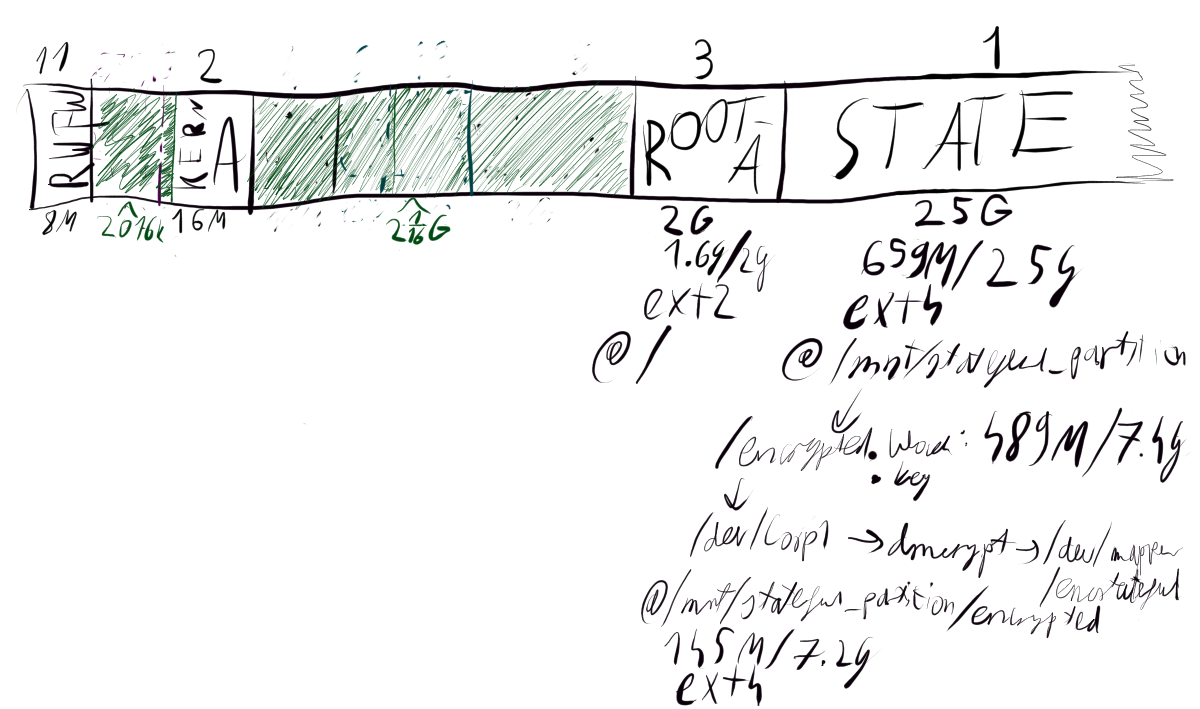 11 2 3 1
RWFW KERN A ROOT-A STATE
8M 2016k 16M 2 1/16 G 2G 25G
1.6g/2g 659M/25g
ext2 ext4
@ / @ /mnt/stateful_partition
/encrypted.block: 489M/7.4g
.key
/dev/loop1 → dmcrypt → /dev/mapper
/encstateful
@/mnt/stateful_partition/encrypted
145M/7.2g
ext4